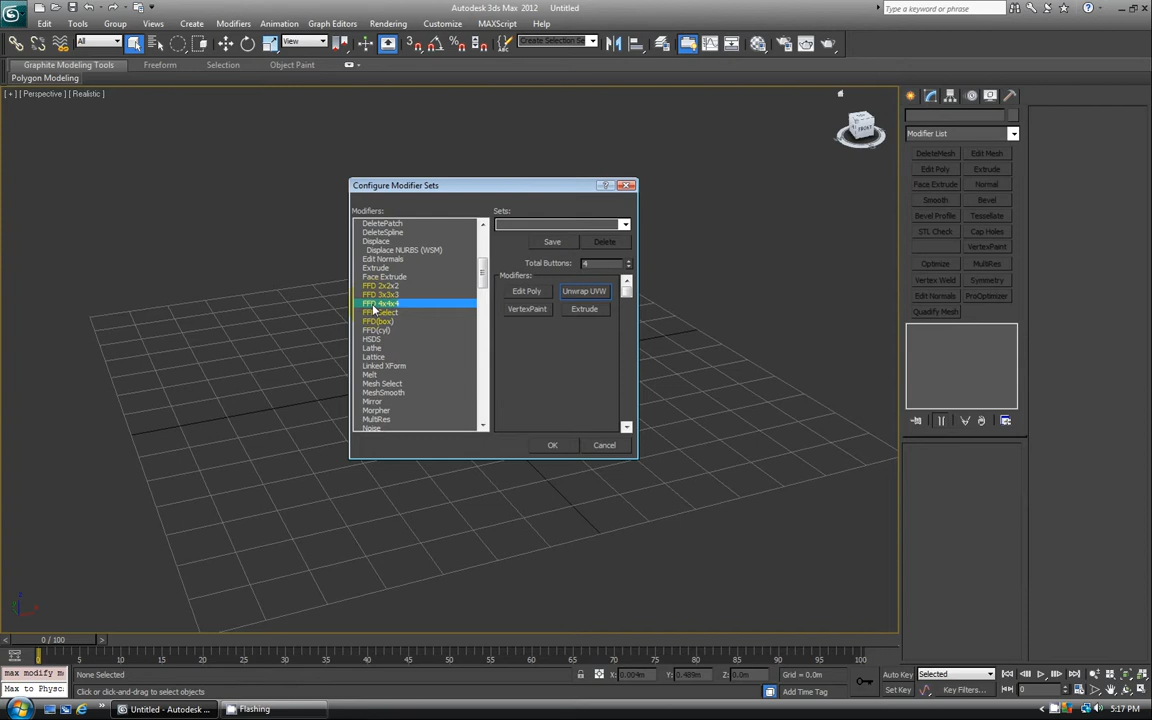 Autodesk 3ds Max 2012 Untitled
Type a keyword or phrase
Edit Tools Group Views Create Modifiers Animation Graph Editors Rendering Customize MAXScript Help
All View Create Selection Se
Graphite Modeling Tools Freeform Selection Object Paint
Polygon Modeling
[ + ] [ Perspective ] [ Realistic ]
FRONT
Modifier List
DeleteMesh Edit Mesh
Edit Poly Extrude
Face Extrude Normal
Smooth Bevel
Bevel Profile Tessellate
STL Check Cap Holes
VertexPaint
Optimize MultiRes
Vertex Weld Symmetry
Edit Normals ProOptimizer
Quadify Mesh
Configure Modifier Sets
Modifiers:
DeletePatch
DeleteSpline
Displace
Displace NURBS (WSM)
Edit Normals
Extrude
Face Extrude
FFD 2x2x2
FFD 3x3x3
FFD 4x4x4
FFD Select
FFD(box)
FFD(cyl)
HSDS
Lathe
Lattice
Linked XForm
Melt
Mesh Select
MeshSmooth
Mirror
Morpher
MultiRes
Noise
Sets:
Save Delete
Total Buttons: 4
Modifiers:
Edit Poly Unwrap UVW
VertexPaint Extrude
OK Cancel
z
x
0 / 100
0 5 10 15 20 25 30 35 40 45 50 55 60 65 70 75 80 85 90 95 100
max modify m None Selected X: 0.004m Y: 0.489m Z: 0.0m Grid = 0.0m Auto Key Selected
Max to Physc Click or click-and-drag to select objects Add Time Tag Set Key Key Filters... 0
Untitled - Autodesk ... Flashing 5:17 PM